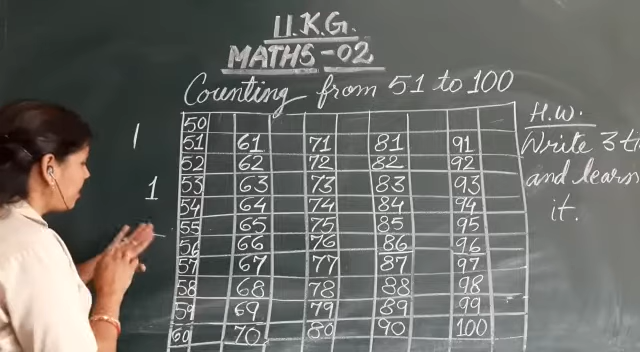 U.K.G.
MATHS-02
Counting from 51 to 100
H.W.
Write 3 
and learn
it.
1
1
50
51 61 71 81 91
52 62 72 82 92
53 63 73 83 93
54 64 74 84 94
55 65 75 85 95
56 66 76 86 96
57 67 77 87 97
58 68 78 88 98
59 69 79 89 99
60 70 80 90 100